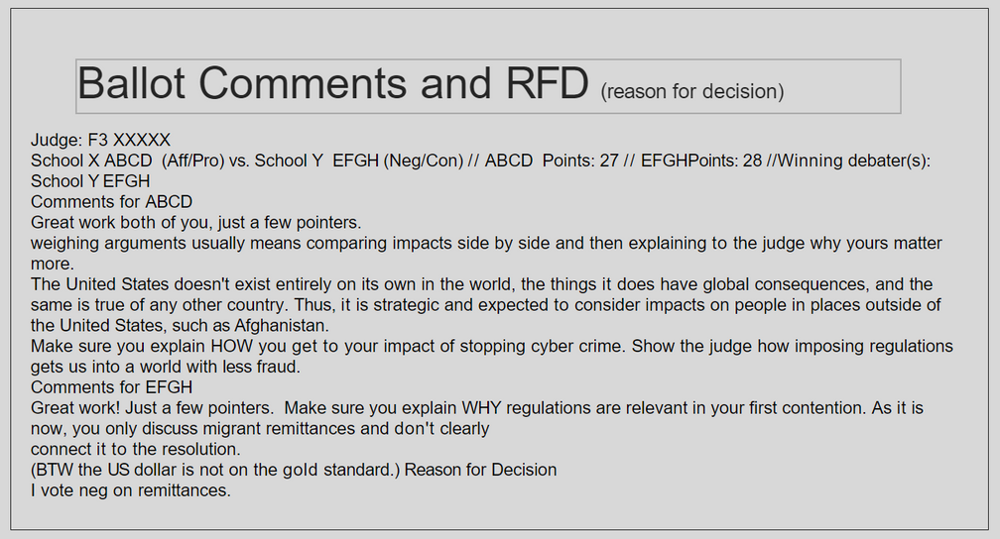 Ballot Comments and RFD (reason for decision)
Judge: F3 XXXXX
School X ABCD  (Aff/Pro) vs. School Y  EFGH (Neg/Con) // ABCD  Points: 27 // EFGHPoints: 28 //Winning debater(s):
School Y EFGH
Comments for ABCD
Great work both of you, just a few pointers.
weighing arguments usually means comparing impacts side by side and then explaining to the judge why yours matter
more.
The United States doesn't exist entirely on its own in the world, the things it does have global consequences, and the
same is true of any other country. Thus, it is strategic and expected to consider impacts on people in places outside of
the United States, such as Afghanistan.
Make sure you explain HOW you get to your impact of stopping cyber crime. Show the judge how imposing regulations
gets us into a world with less fraud.
Comments for EFGH
Great work! Just a few pointers.  Make sure you explain WHY regulations are relevant in your first contention. As it is
now, you only discuss migrant remittances and don't clearly
connect it to the resolution.
(BTW the US dollar is not on the gold standard.) Reason for Decision
I vote neg on remittances.